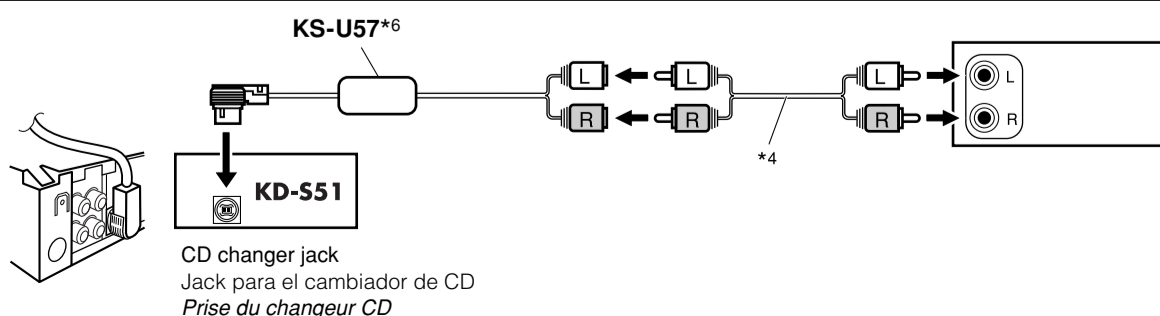 KS-U57*6
L L L L
R R R R
*4
KD-S51
CD changer jack
Jack para el cambiador de CD
Prise du changeur CD